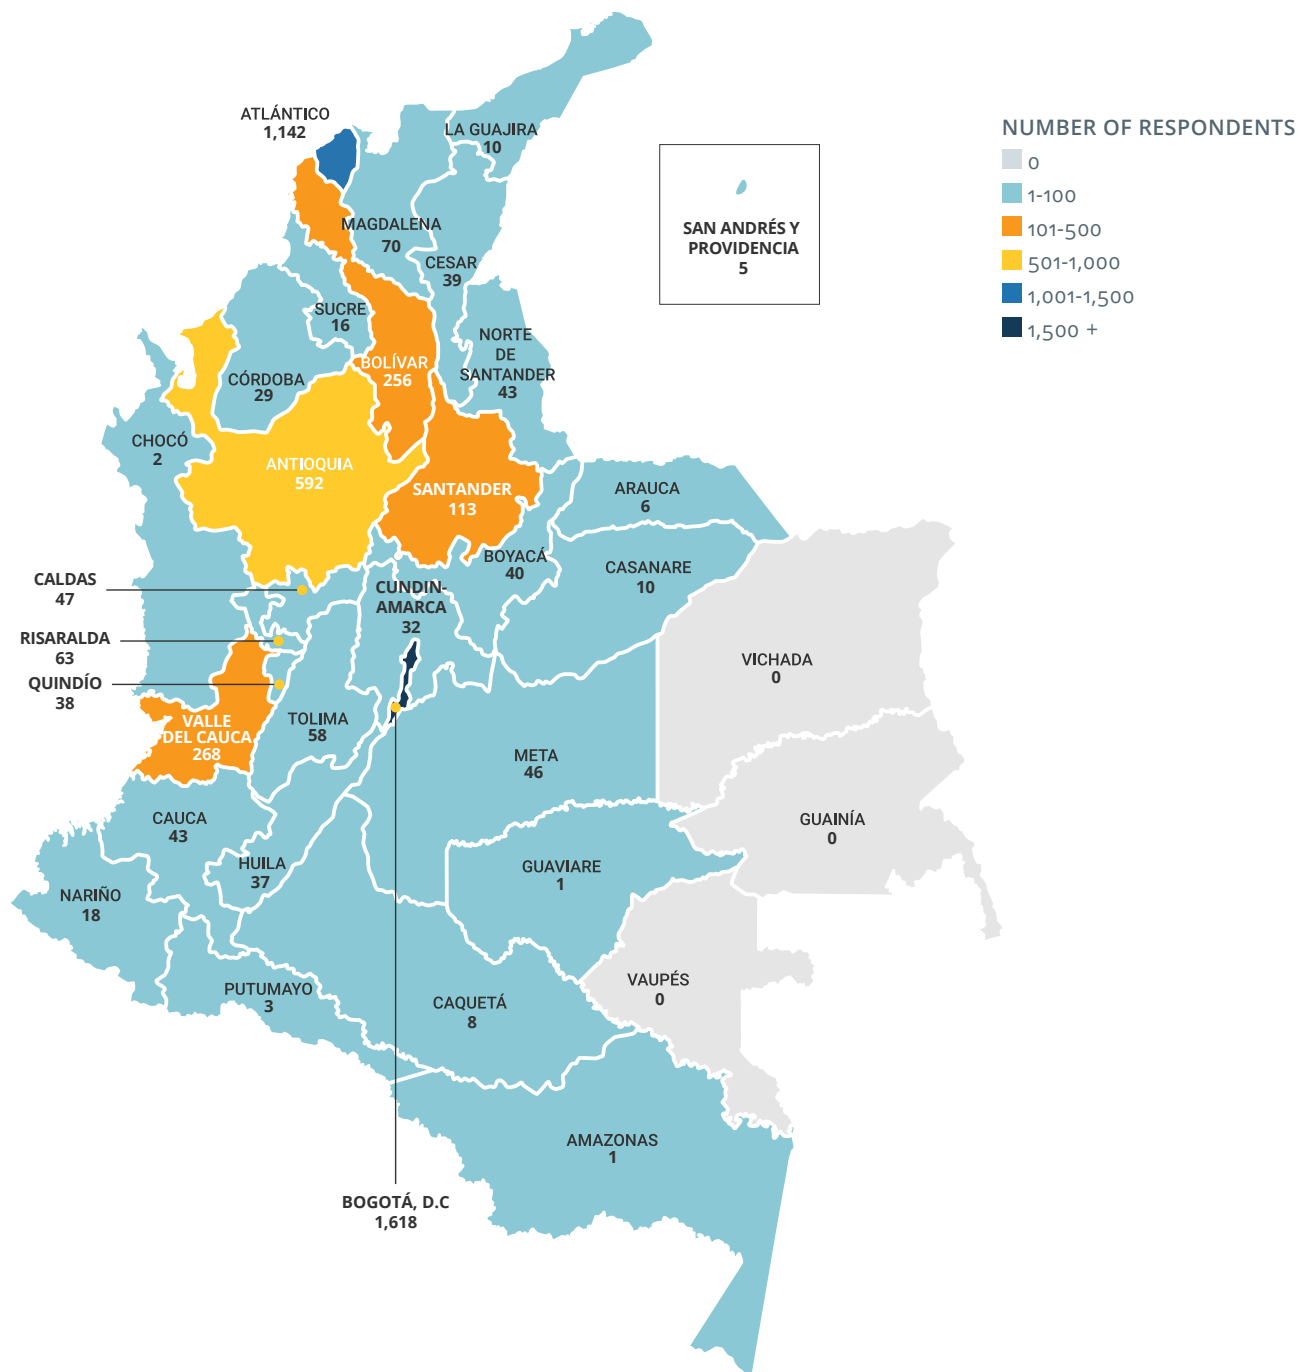 ATLÁNTICO
1,142
LA GUAJIRA
10
NUMBER OF RESPONDENTS
0
1-100
101-500
501-1,000
1,001-1,500
1,500 +
SAN ANDRÉS Y
PROVIDENCIA
5
MAGDALENA
70
CESAR
39
SUCRE
16
NORTE
DE
SANTANDER
43
BOLÍVAR
256
CÓRDOBA
29
CHOCÓ
2
ANTIOQUIA
592
SANTANDER
113
ARAUCA
6
BOYACÁ
40
CASANARE
10
CALDAS
47
CUNDIN-
AMARCA
32
RISARALDA
63
QUINDÍO
38
VICHADA
0
VALLE
DEL CAUCA
268
TOLIMA
58
META
46
CAUCA
43
GUAINÍA
0
HUILA
37
GUAVIARE
1
NARIÑO
18
PUTUMAYO
3
CAQUETÁ
8
VAUPÉS
0
AMAZONAS
1
BOGOTÁ, D.C
1,618